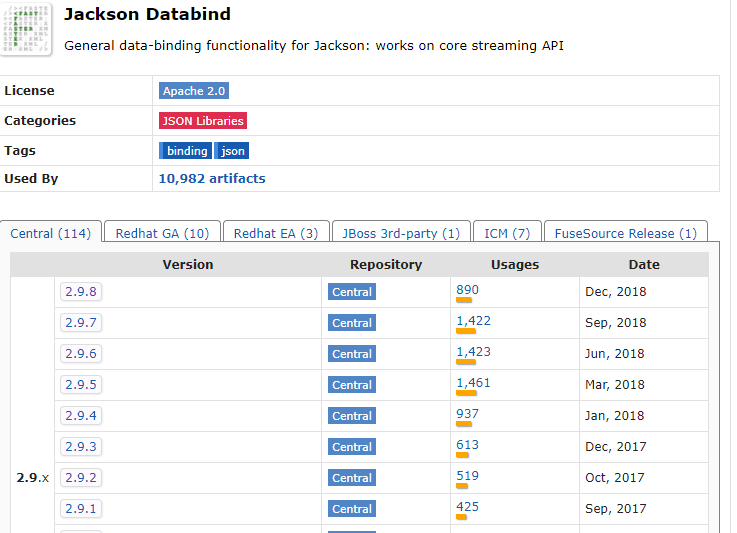 Jackson Databind
General data-binding functionality for Jackson: works on core streaming API
License Apache 2.0
Categories JSON Libraries
Tags binding json
Used By 10,982 artifacts
Central (114) Redhat GA (10) Redhat EA (3) JBoss 3rd-party (1) ICM (7) FuseSource Release (1)
Version Repository Usages Date
2.9.8 Central 890 Dec, 2018
2.9.7 Central 1,422 Sep, 2018
2.9.6 Central 1,423 Jun, 2018
2.9.5 Central 1,461 Mar, 2018
2.9.4 Central 937 Jan, 2018
2.9.3 Central 613 Dec, 2017
2.9.x 2.9.2 Central 519 Oct, 2017
2.9.1 Central 425 Sep, 2017